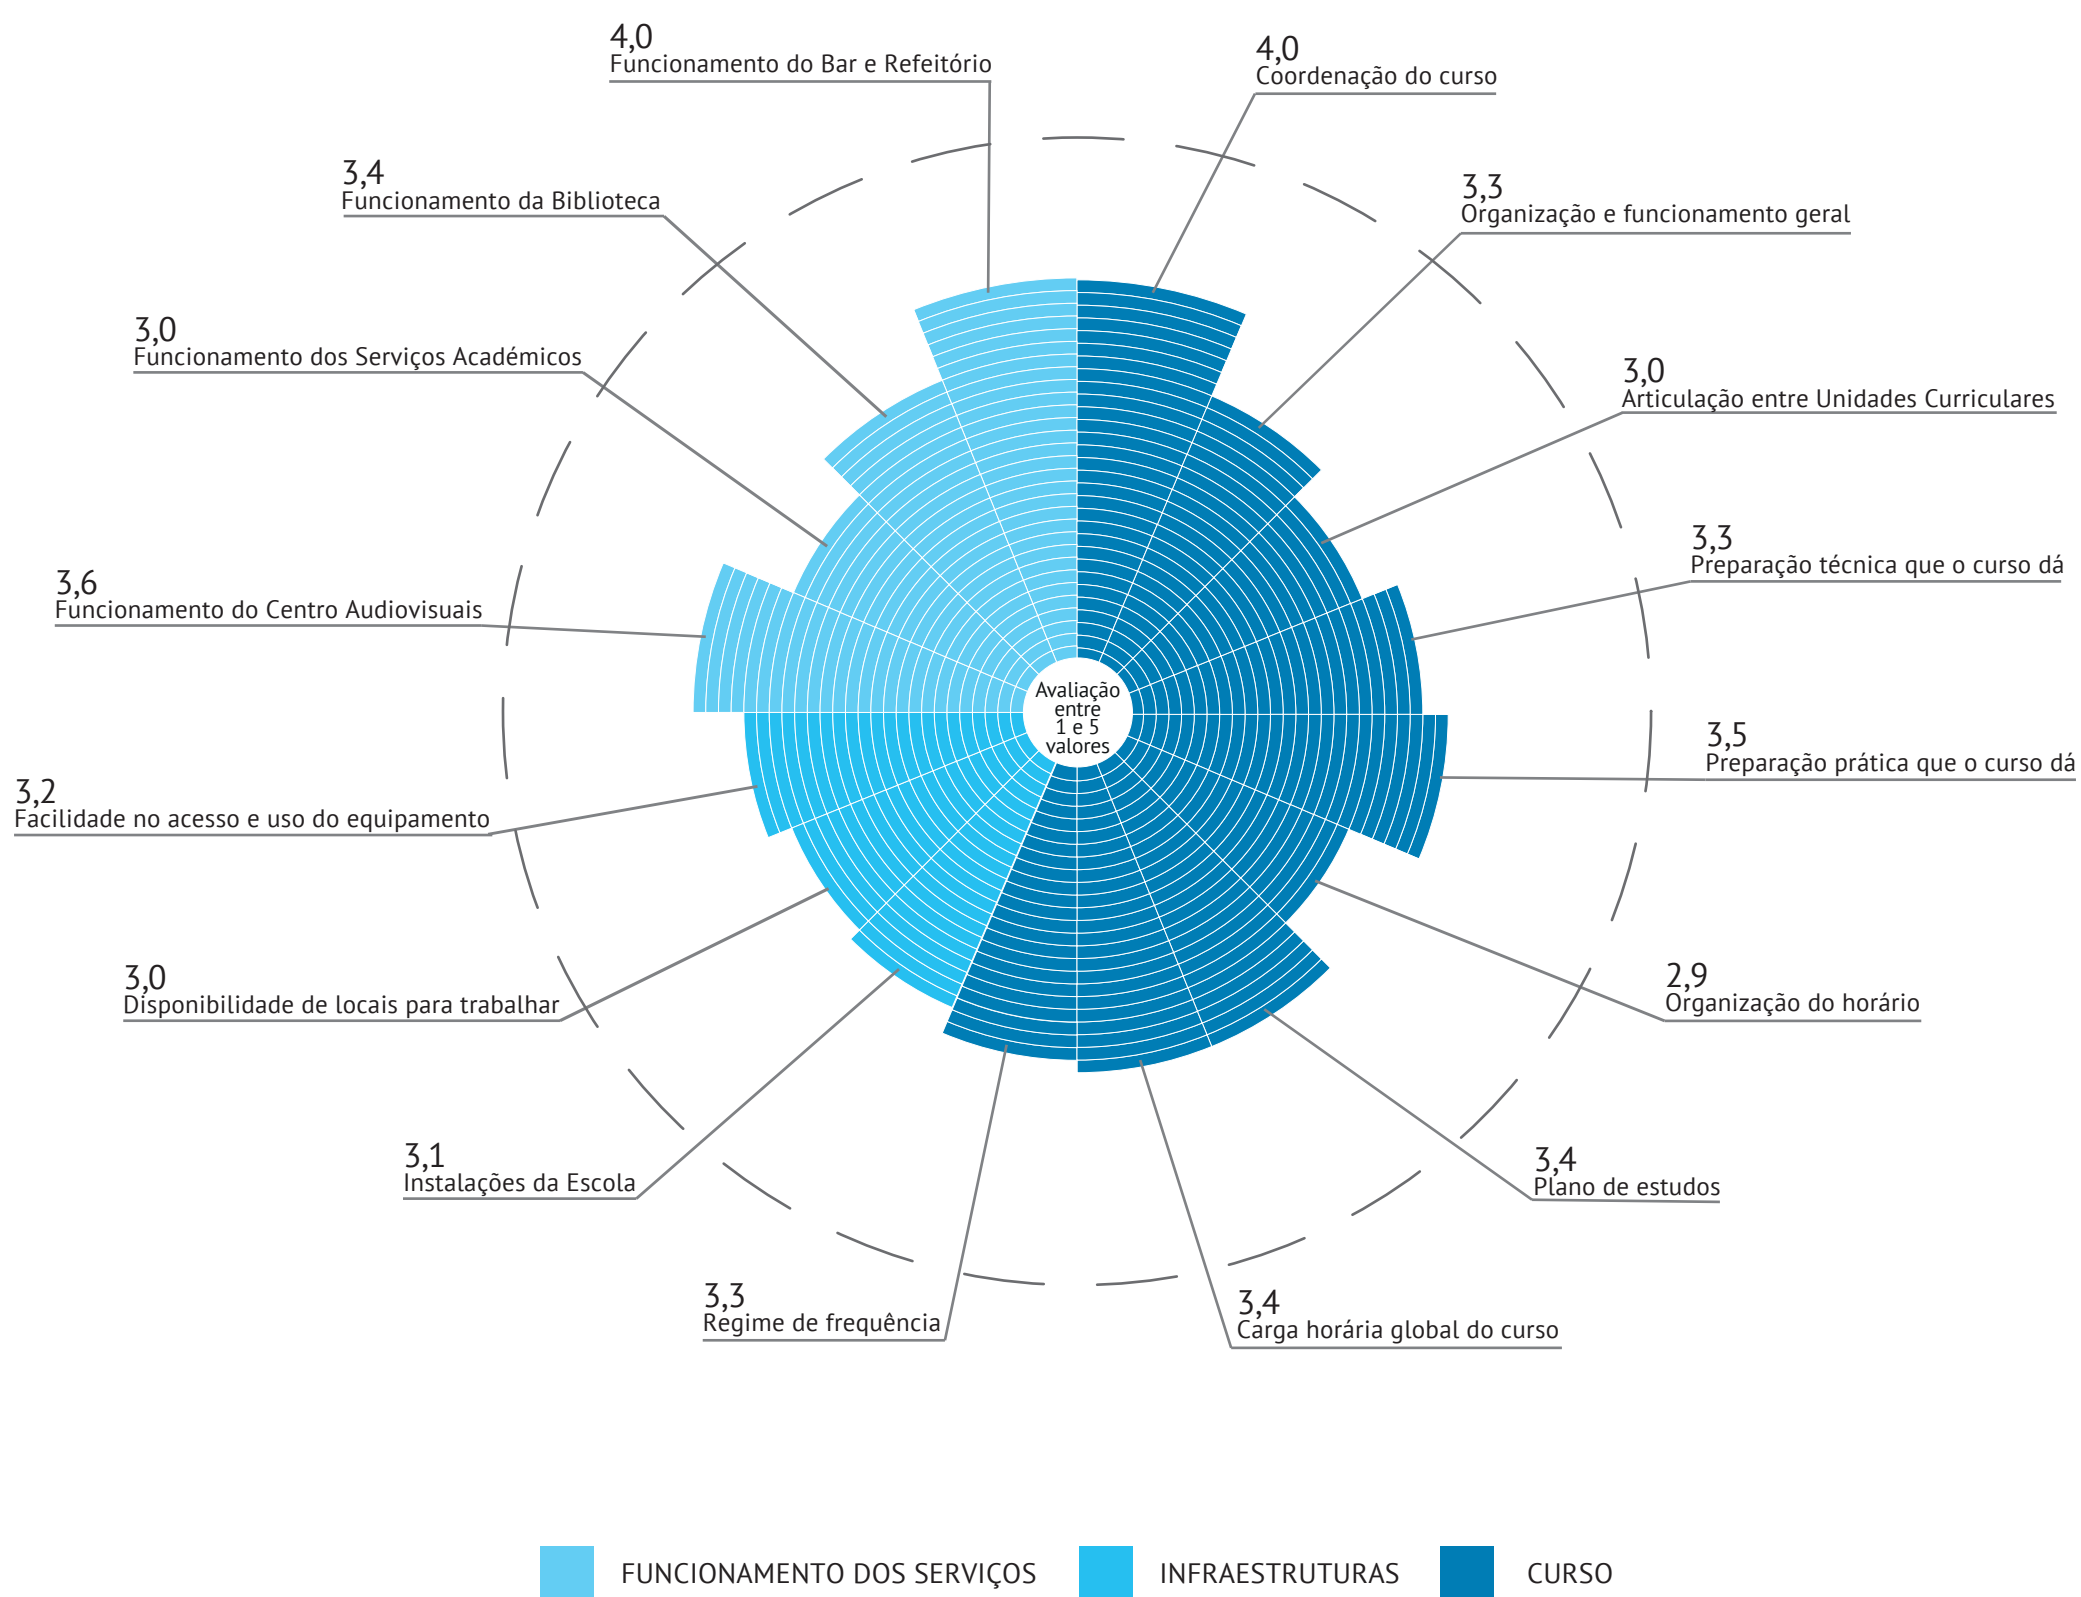 4,0
Funcionamento do Bar e Refeitório
4,0
Coordenação do curso
3,4
Funcionamento da Biblioteca
3,3
Organização e funcionamento geral
3,0
Funcionamento dos Serviços Académicos
3,0
Articulação entre Unidades Curriculares
3,6
Funcionamento do Centro Audiovisuais
3,3
Preparação técnica que o curso dá
Avaliação
entre
1 e 5
valores
3,5
Preparação prática que o curso dá
3,2
Facilidade no acesso e uso do equipamento
3,0
Disponibilidade de locais para trabalhar
2,9
Organização do horário
3,1
Instalações da Escola
3,4
Plano de estudos
3,3
Regime de frequência
3,4
Carga horária global do curso
FUNCIONAMENTO DOS SERVIÇOS
INFRAESTRUTURAS
CURSO